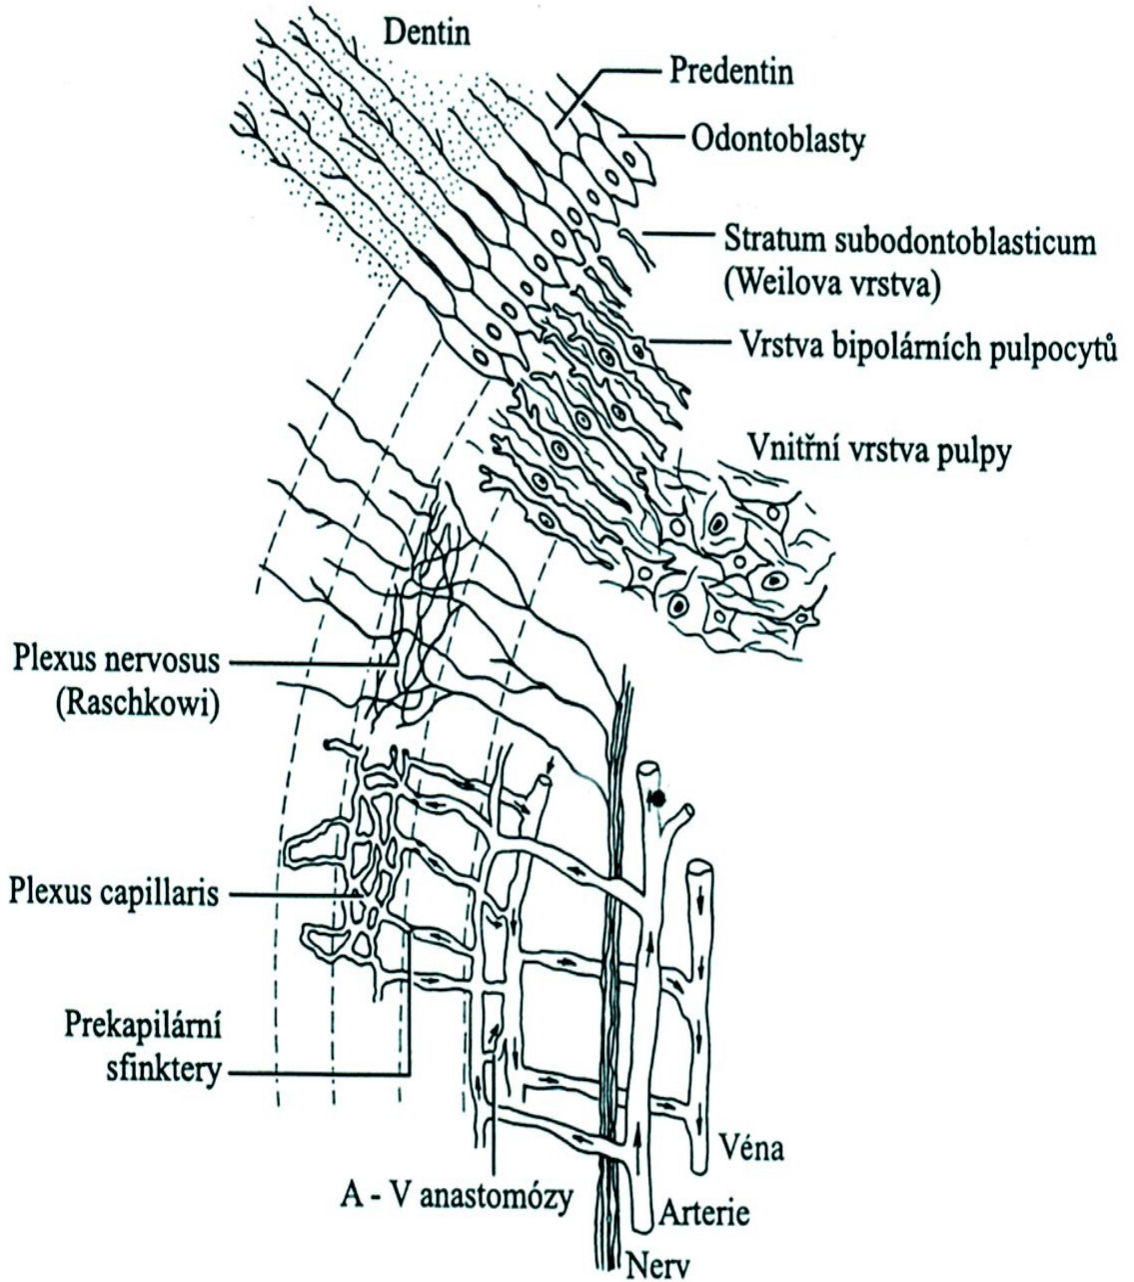 Dentin
Predentin
Odontoblasty
Stratum subodontoblasticum
(Weilova vrstva)
Vrstva bipolárních pulpocytů
Vnitřní vrstva pulpy
Plexus nervosus
(Raschkowi)
Plexus capillaris
Prekapilární
sfinktery
A - V anastomózy
Véna
Arterie
Nerv